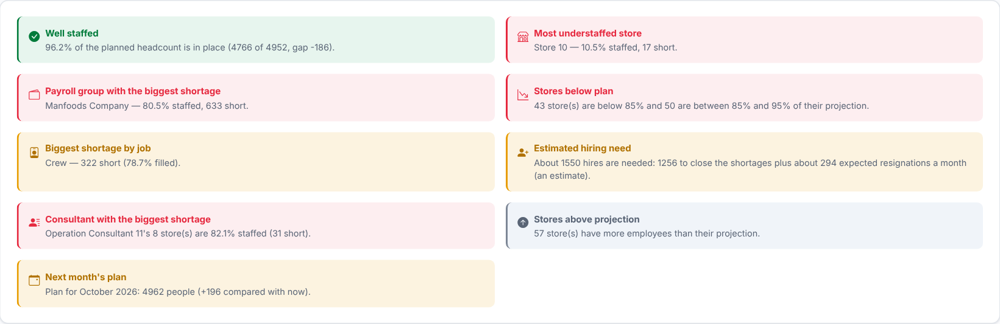 Well staffed
96.2% of the planned headcount is in place (4766 of 4952, gap -186).
Most understaffed store
Store 10 — 10.5% staffed, 17 short.
Payroll group with the biggest shortage
Manfoods Company — 80.5% staffed, 633 short.
Stores below plan
43 store(s) are below 85% and 50 are between 85% and 95% of their projection.
Biggest shortage by job
Crew — 322 short (78.7% filled).
Estimated hiring need
About 1550 hires are needed: 1256 to close the shortages plus about 294 expected resignations a month
(an estimate).
Consultant with the biggest shortage
Operation Consultant 11's 8 store(s) are 82.1% staffed (31 short).
Stores above projection
57 store(s) have more employees than their projection.
Next month's plan
Plan for October 2026: 4962 people (+196 compared with now).